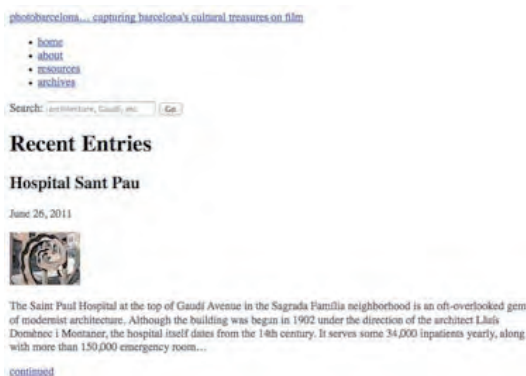 photobarcelona… capturing barcelona's cultural treasures on film
• home
• about
• resources
• archives
Search: architecture, Gaudí, etc. Go
Recent Entries
Hospital Sant Pau
June 26, 2011
The Saint Paul Hospital at the top of Gaudí Avenue in the Sagrada Família neighborhood is an oft-overlooked gem
of modernist architecture. Although the building was begun in 1902 under the direction of the architect Lluís
Domènec i Montaner, the hospital itself dates from the 14th century. It serves some 34,000 inpatients yearly, along
with more than 150,000 emergency room…
continued